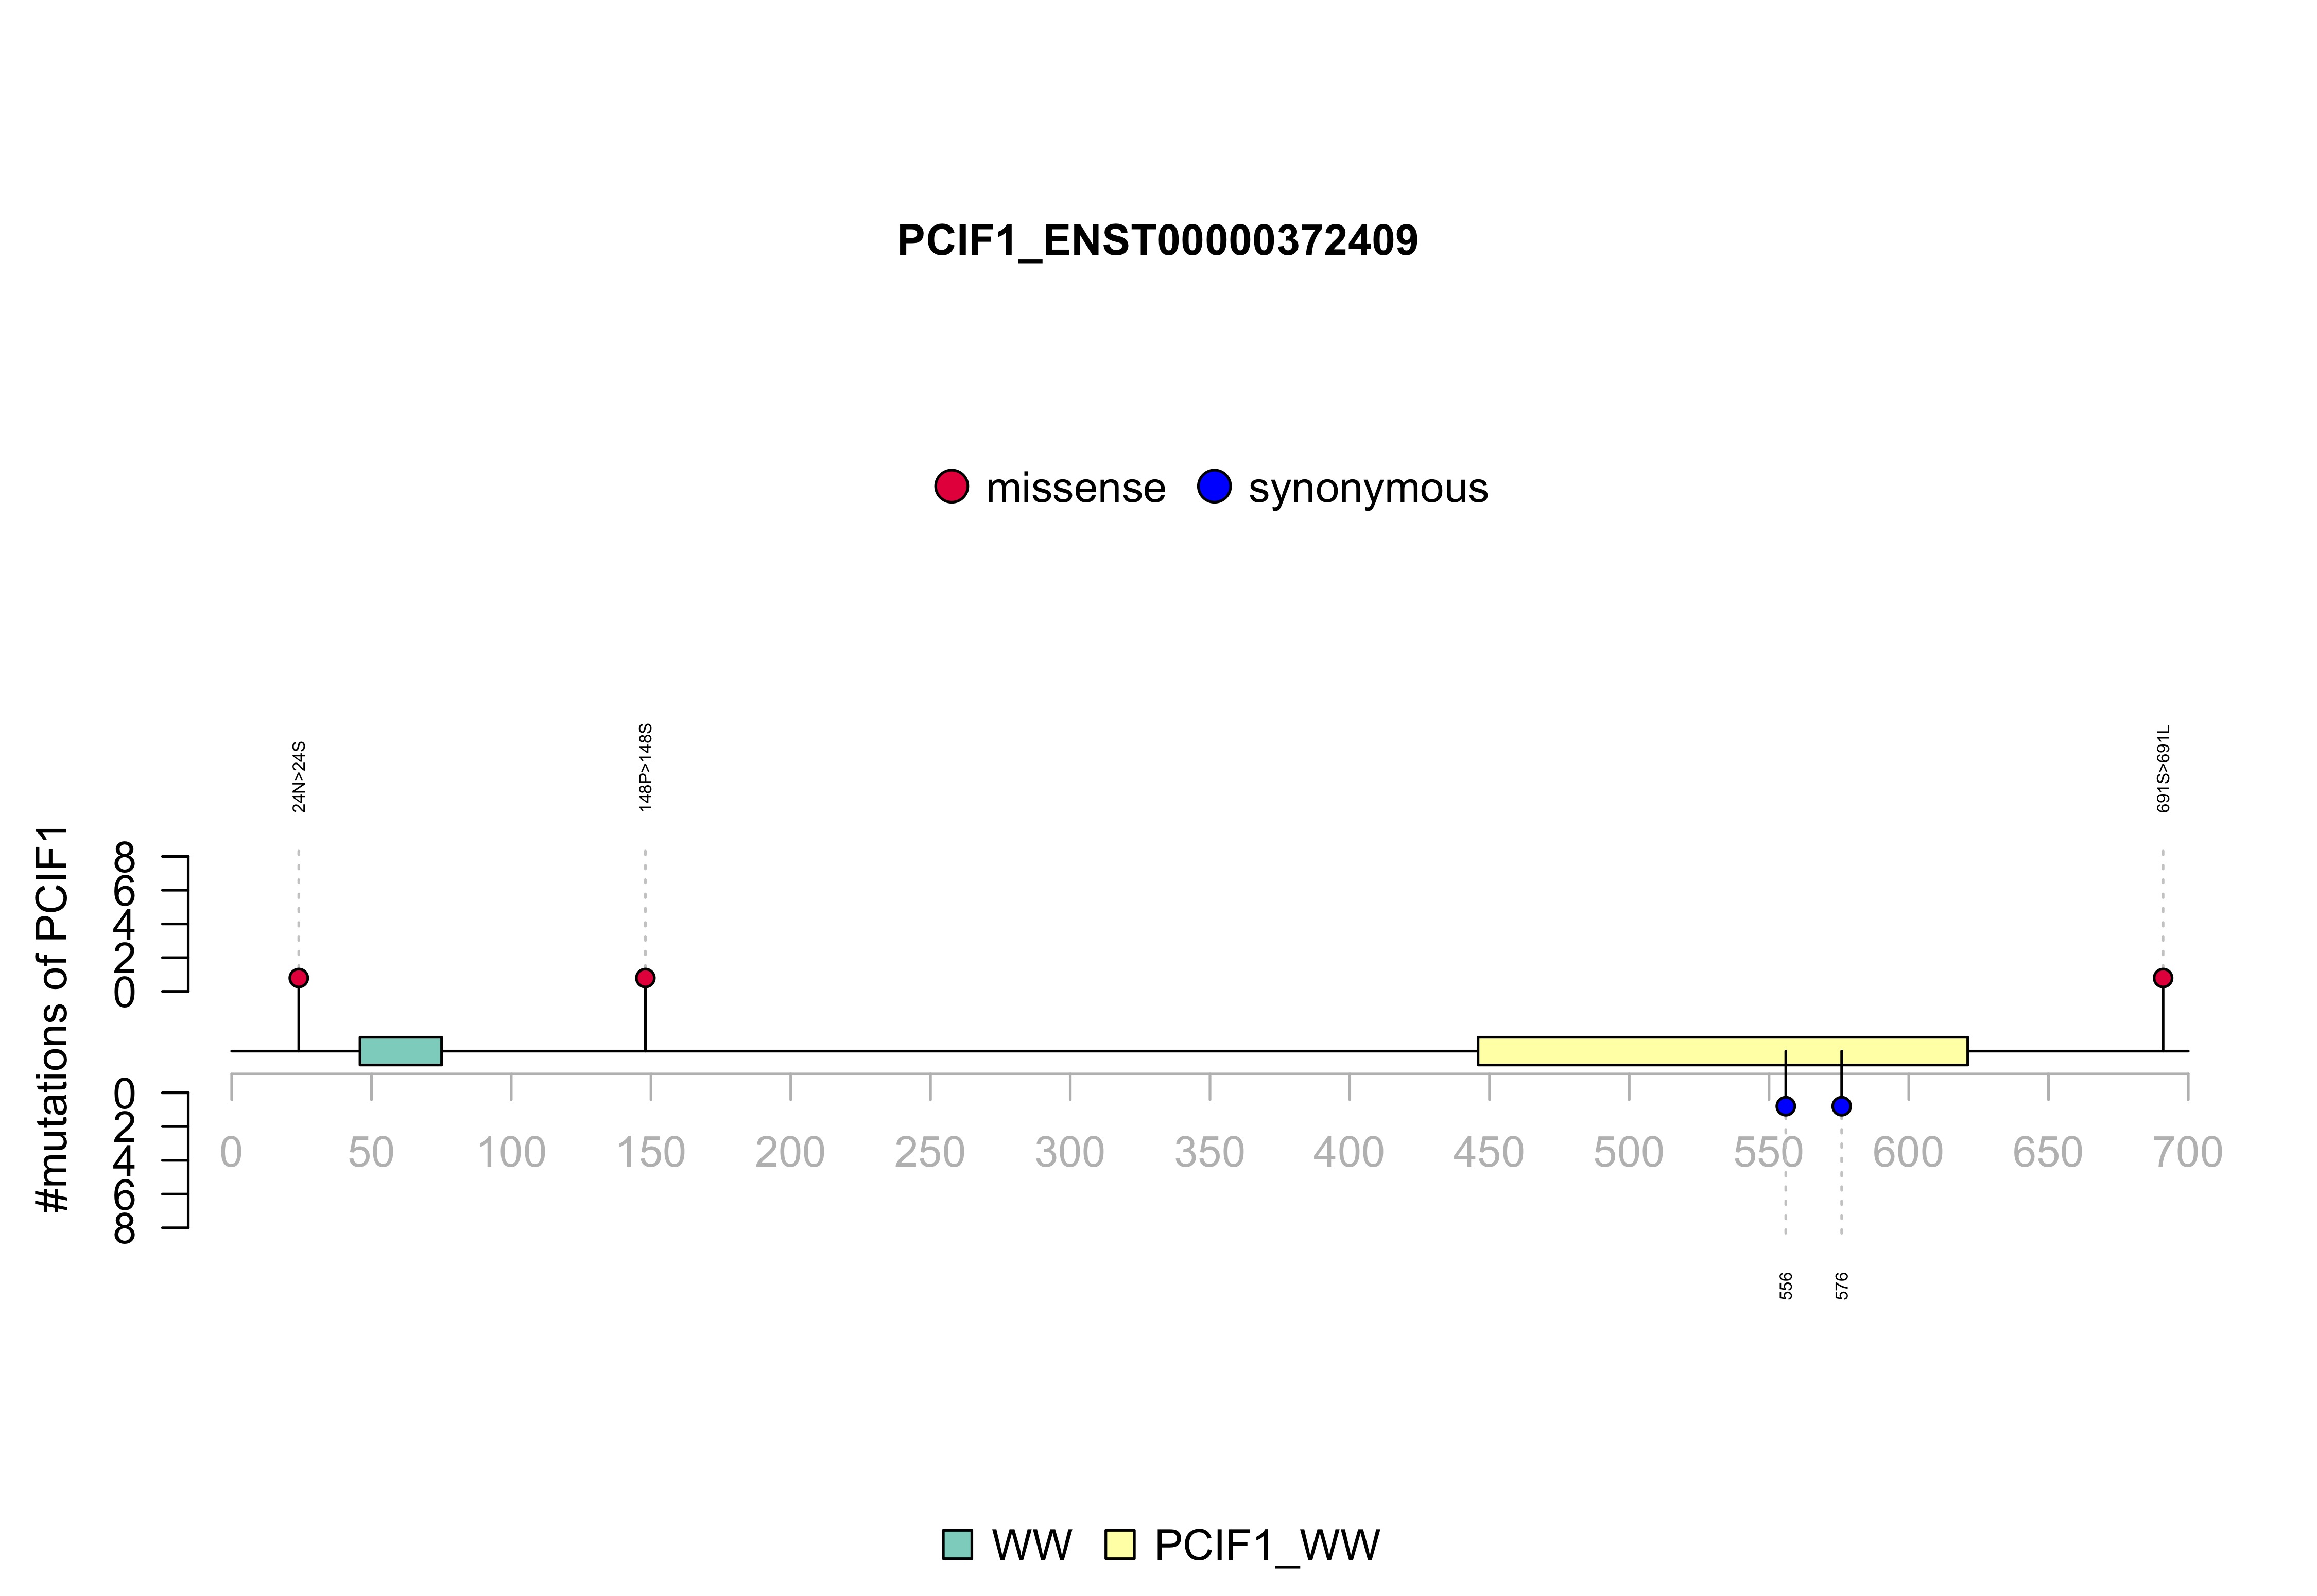 PCIF1_ENST00000372409
missense synonymous
24N>24S 148P>148S 691S>691L
#mutations of PCIF1
8
6
4
2
0
0
2
4
6
8
0 50 100 150 200 250 300 350 400 450 500 550 600 650 700
556 576
WW PCIF1_WW